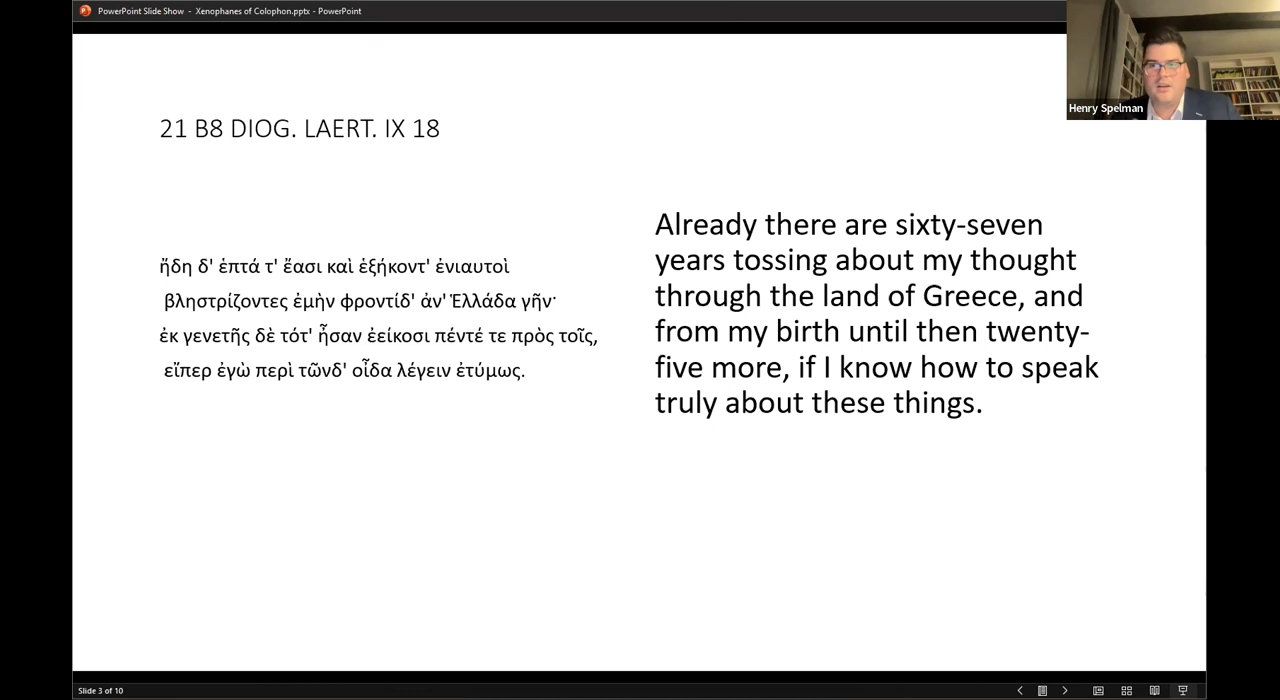 PowerPoint Slide Show - Xenophanes of Colophon.pptx - PowerPoint
Henry Spelman
21 B8 DIOG. LAERT. IX 18
ἤδη δ' ἑπτά τ' ἔασι καὶ ἑξήκοντ' ἐνιαυτοὶ
βληστρίζοντες ἐμὴν φροντίδ' ἀν' Ἑλλάδα γῆν·
ἐκ γενετῆς δὲ τότ' ἦσαν ἐείκοσι πέντέ τε πρὸς τοῖς,
εἴπερ ἐγὼ περὶ τῶνδ' οἶδα λέγειν ἐτύμως.
Already there are sixty-seven
years tossing about my thought
through the land of Greece, and
from my birth until then twenty-
five more, if I know how to speak
truly about these things.
Slide 3 of 10